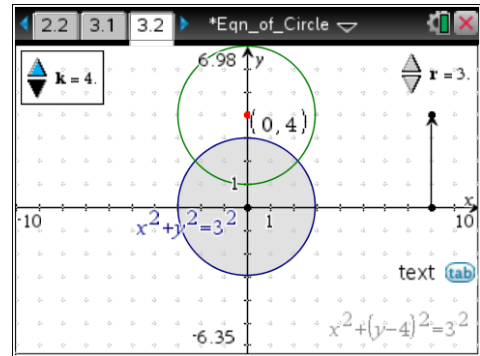 2.2 3.1 3.2 *Eqn_of_Circle
6.98 y
k = 4.
r = 3.
(0,4)
1
-10 1 x 10
x²+y²=3²
text tab
-6.35
x²+(y-4)²=3²